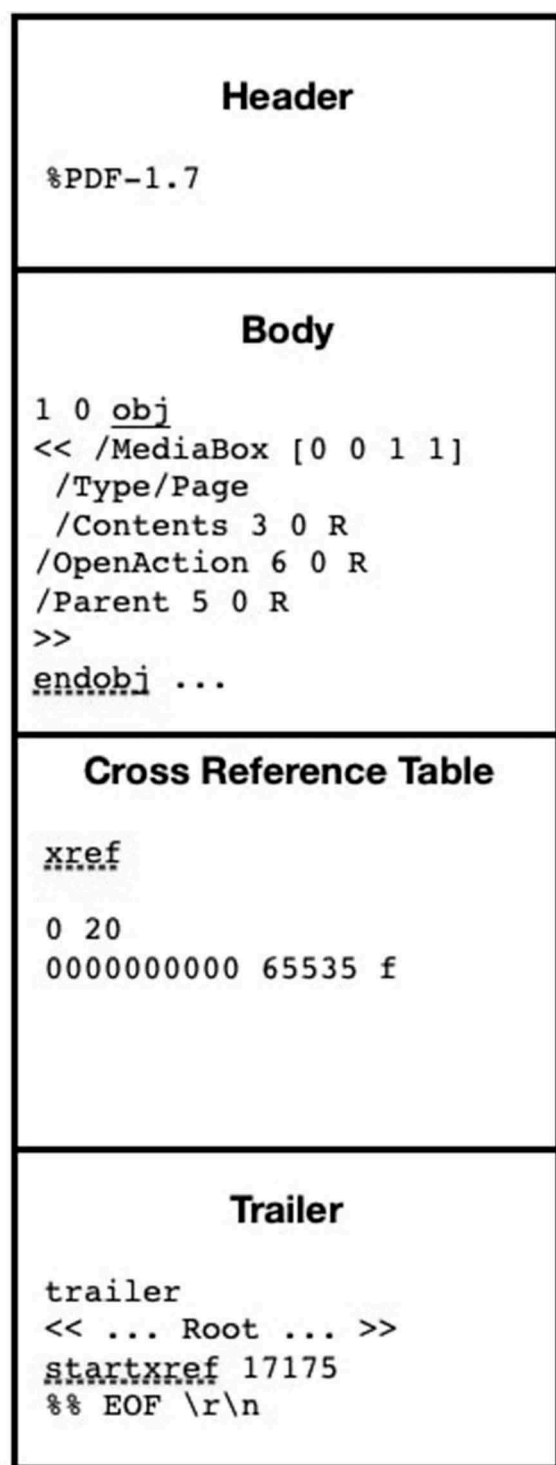 Header
%PDF-1.7
Body
1 0 obj
<< /MediaBox [0 0 1 1]
/Type/Page
/Contents 3 0 R
/OpenAction 6 0 R
/Parent 5 0 R
>>
endobj ...
Cross Reference Table
xref
0 20
0000000000 65535 f
Trailer
trailer
<< ... Root ... >>
startxref 17175
%% EOF \r\n